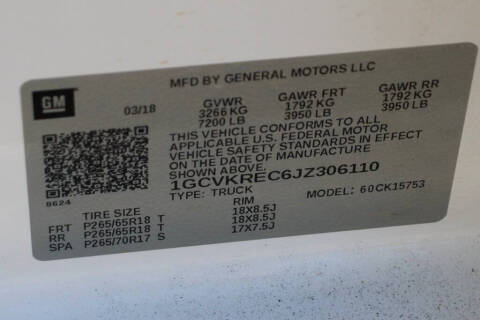 MFD BY GENERAL MOTORS LLC
GM
03/18 GVWR GAWR FRT GAWR RR
3266 KG 1792 KG 1792 KG
7200 LB 3950 LB 3950 LB
THIS VEHICLE CONFORMS TO ALL
APPLICABLE U.S. FEDERAL MOTOR
VEHICLE SAFETY STANDARDS IN EFFECT
ON THE DATE OF MANUFACTURE
1GCVKREC6JZ306110
8624 TYPE: TRUCK MODEL: 60CK15753
TIRE SIZE RIM
FRT P265/65R18 T 18X8.5J
RR P265/65R18 T 18X8.5J
SPA P265/70R17 S 17X7.5J